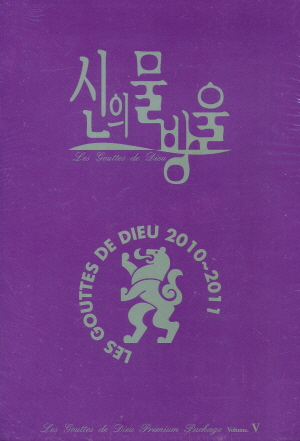 신의 물방울
Les Gouttes de Dieu
LES GOUTTES DE DIEU 2010~2011
Les Gouttes de Dieu Premium Package Volume. V